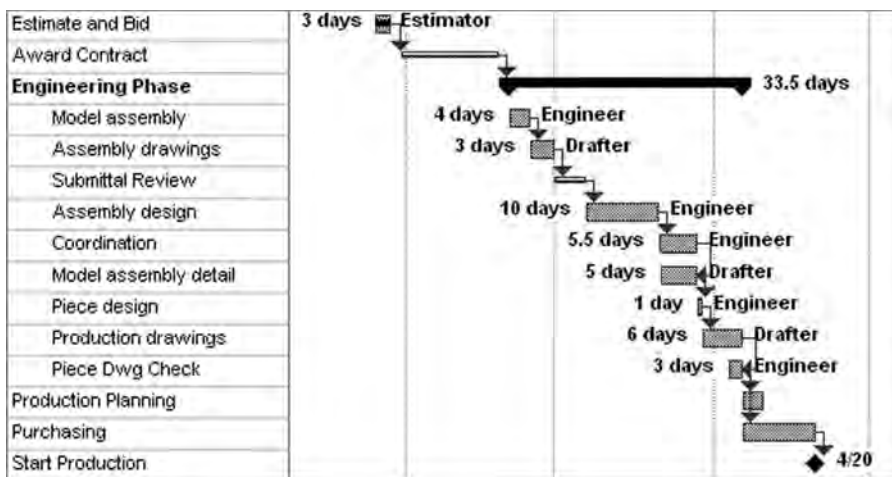 Estimate and Bid 3 days Estimator
Award Contract
Engineering Phase 33.5 days
Model assembly 4 days Engineer
Assembly drawings 3 days Drafter
Submittal Review
Assembly design 10 days Engineer
Coordination 5.5 days Engineer
Model assembly detail 5 days Drafter
Piece design 1 day Engineer
Production drawings 6 days Drafter
Piece Dwg Check 3 days Engineer
Production Planning
Purchasing
Start Production 4/20